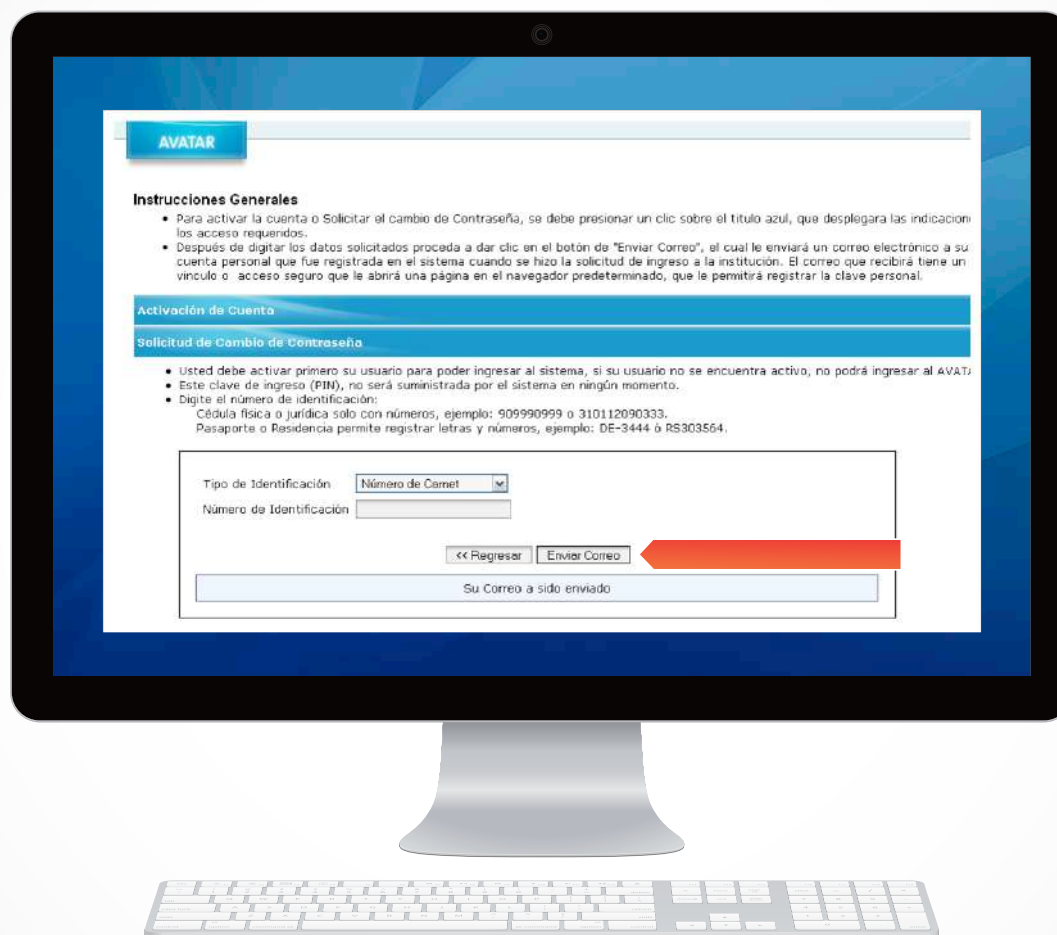 AVATAR
Instrucciones Generales
• Para activar la cuenta o Solicitar el cambio de Contraseña, se debe presionar un clic sobre el titulo azul, que desplegara las indicacion
los acceso requeridos.
• Después de digitar los datos solicitados proceda a dar clic en el botón de "Enviar Correo", el cual le enviará un correo electrónico a su
cuenta personal que fue registrada en el sistema cuando se hizo la solicitud de ingreso a la institución. El correo que recibirá tiene un
vinculo o acceso seguro que le abrirá una página en el navegador predeterminado, que le permitirá registrar la clave personal.
Activación de Cuenta
Solicitud de Cambio de Contraseña
• Usted debe activar primero su usuario para poder ingresar al sistema, si su usuario no se encuentra activo, no podrá ingresar al AVATA
• Este clave de ingreso (PIN), no será suministrada por el sistema en ningún momento.
• Digite el número de identificación:
Cédula física o jurídica solo con números, ejemplo: 909990999 o 310112090333.
Pasaporte o Residencia permite registrar letras y números, ejemplo: DE-3444 ó RS303564.
Tipo de Identificación Número de Carnet
Número de Identificación
<< Regresar Enviar Correo
Su Correo a sido enviado